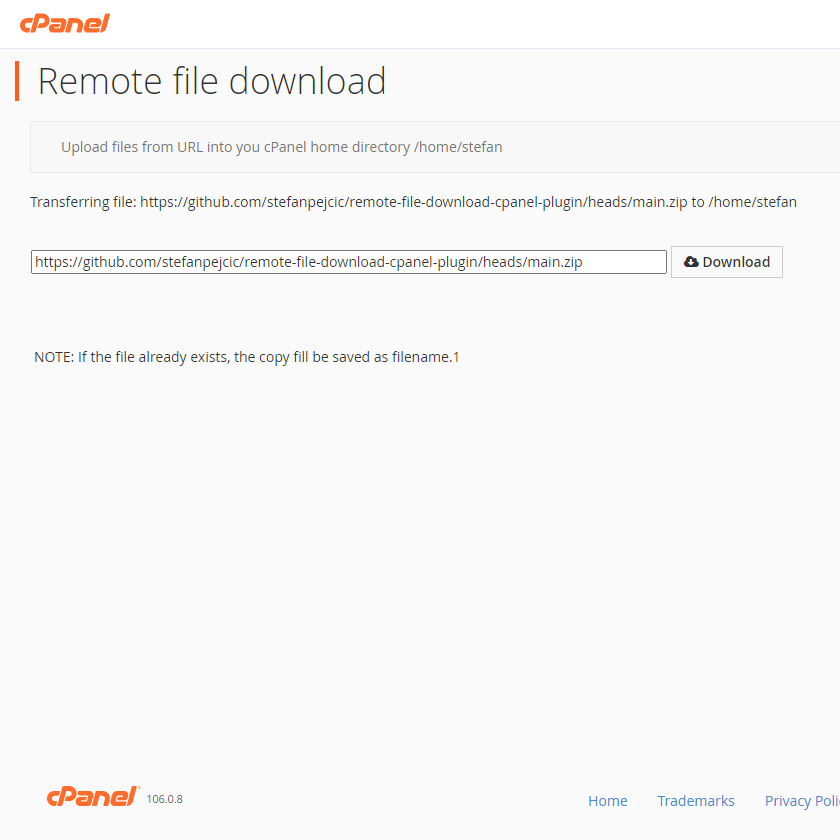 cPanel
Remote file download
Upload files from URL into you cPanel home directory /home/stefan
Transferring file: https://github.com/stefanpejcic/remote-file-download-cpanel-plugin/heads/main.zip to /home/stefan
https://github.com/stefanpejcic/remote-file-download-cpanel-plugin/heads/main.zip Download
NOTE: If the file already exists, the copy fill be saved as filename.1
cPanel 106.0.8 Home Trademarks Privacy Poli